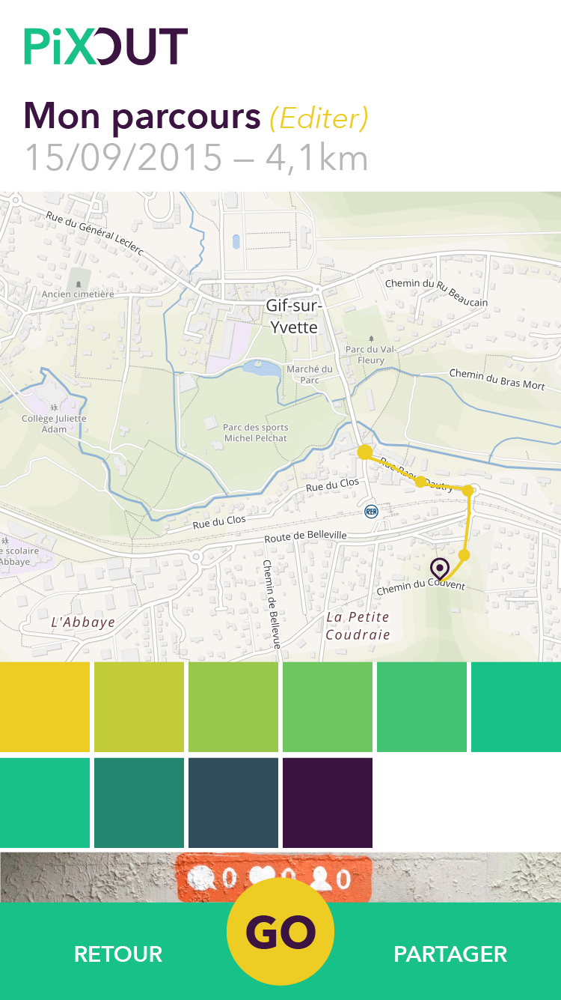 PiXOUT
Mon parcours (Editer)
15/09/2015 – 4,1km
Rue du Général Leclerc
Ancien cimetière
Chemin du Ru Beaucain
Gif-sur-
Yvette
Parc du Val-
Fleury
Marché du
Parc
Chemin du Bras Mort
Collège Juliette
Adam
Parc des sports
Michel Pelchat
Rue Raoul Dautry
Rue du Clos
RER
Rue du Clos
Route de Belleville
e scolaire
Abbaye
Chemin de Bellevue
Chemin du Couvent
L'Abbaye
La Petite
Coudraie
0 0 0
GO
RETOUR
PARTAGER